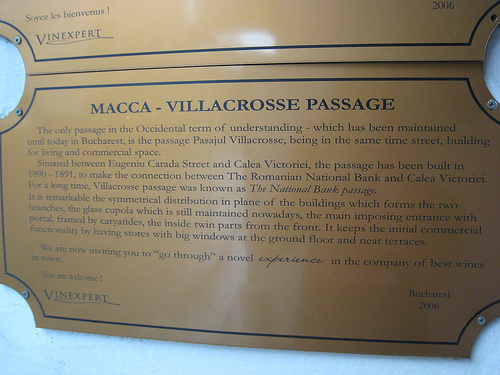 Soyez les bienvenus !
2006
VINEXPERT
MACCA - VILLACROSSE PASSAGE
The only passage in the Occidental term of understanding - which has been maintained
until today in Bucharest, is the passage Pasajul Villacrosse, being in the same time street, building
for living and commercial space.
Situated between Eugeniu Carada Street and Calea Victoriei, the passage has been built in
1890 - 1891, to make the connection between The Romanian National Bank and Calea Victoriei.
For a long time, Villacrosse passage was known as The National Bank passage.
It is remarkable the symmetrical distribution in plane of the buildings which forms the two
branches, the glass cupola which is still maintained nowadays, the main imposing entrance with
portal, framed by caryatides, the inside twin parts from the front. It keeps the initial commercial
functionality by having stores with big windows at the ground floor and neat terraces.
We are now inviting you to "go through" a novel experience in the company of best wines
in town.
You are welcome !
VINEXPERT
Bucharest
2006